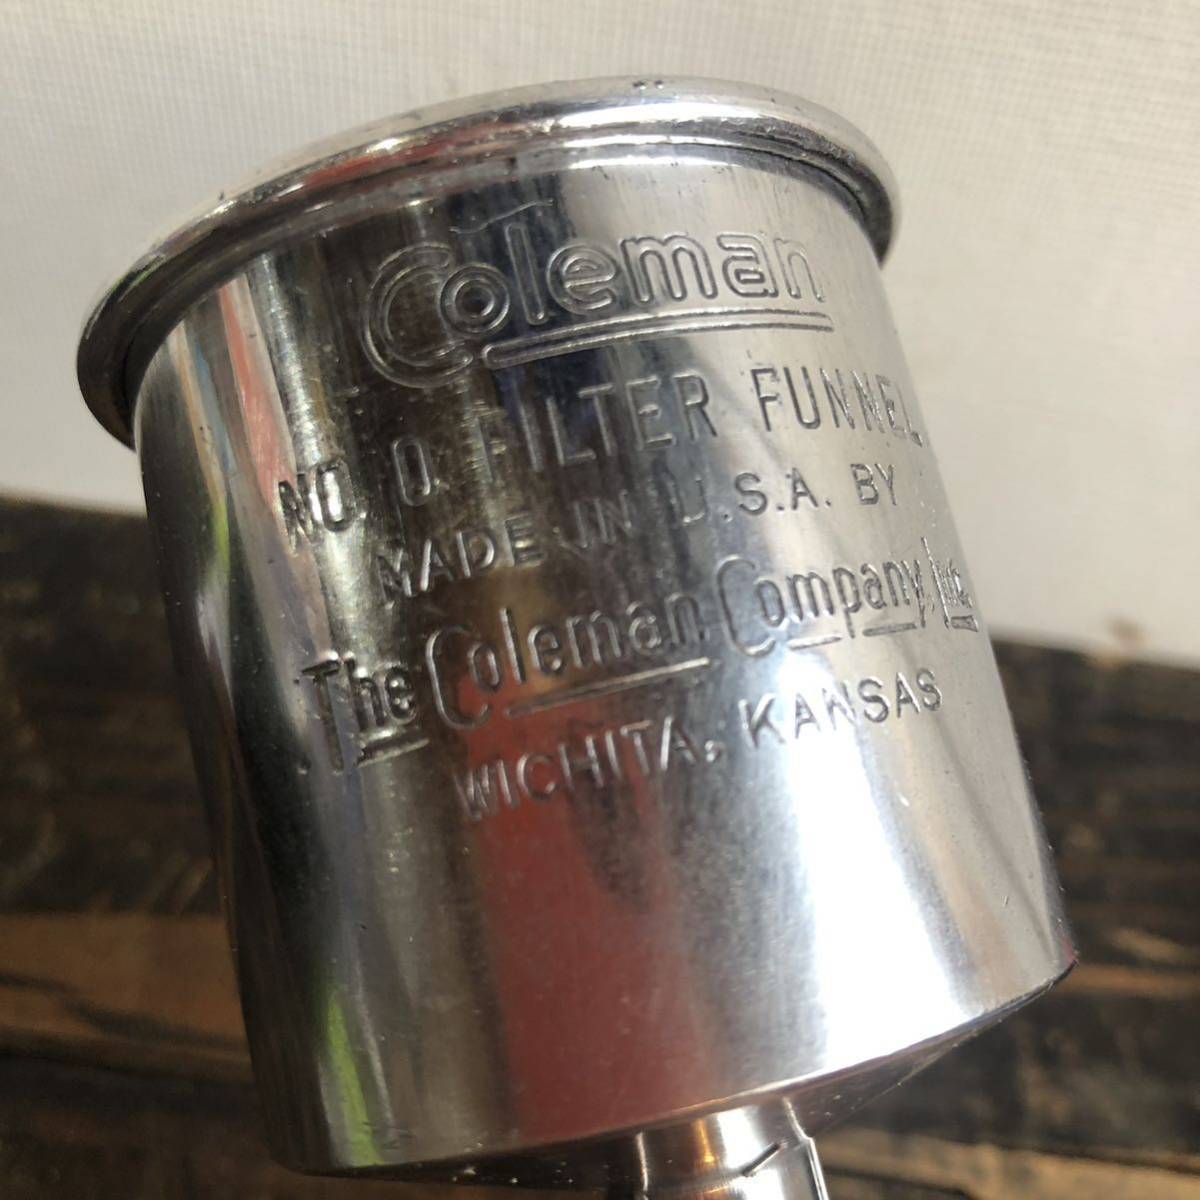 Coleman
NO 0 FILTER FUNNEL
MADE IN U.S.A. BY
The Coleman Company, Inc.
WICHITA, KANSAS